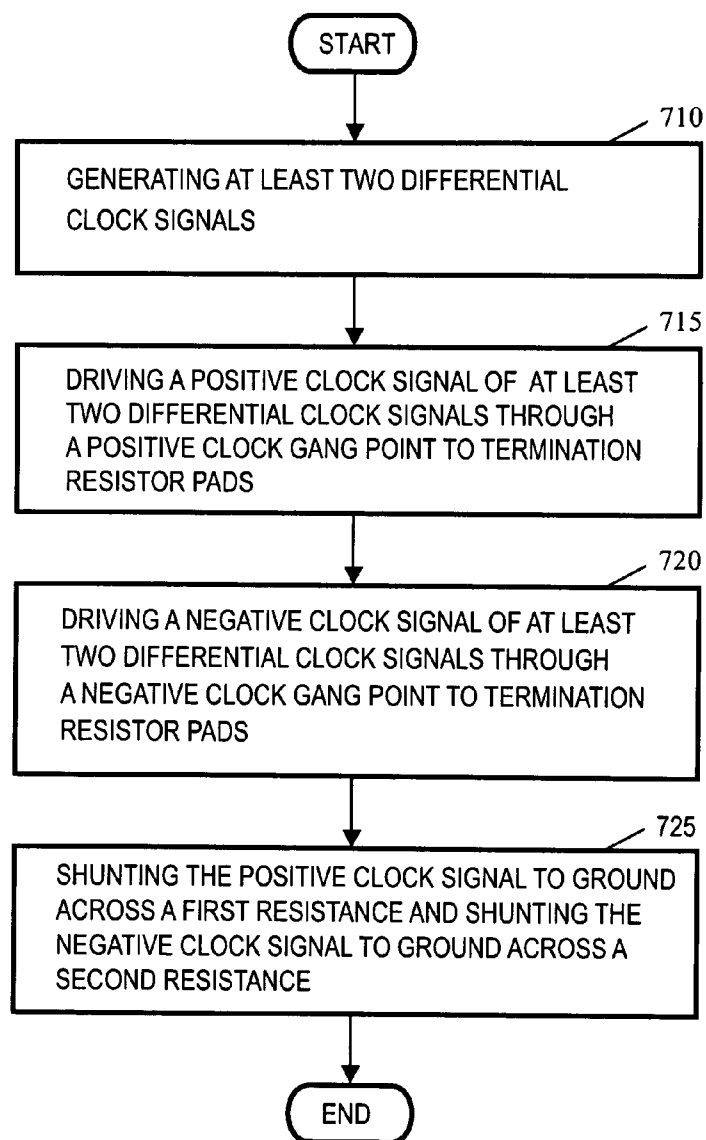 START
710
GENERATING AT LEAST TWO DIFFERENTIAL
CLOCK SIGNALS
715
DRIVING A POSITIVE CLOCK SIGNAL OF AT LEAST
TWO DIFFERENTIAL CLOCK SIGNALS THROUGH
A POSITIVE CLOCK GANG POINT TO TERMINATION
RESISTOR PADS
720
DRIVING A NEGATIVE CLOCK SIGNAL OF AT LEAST
TWO DIFFERENTIAL CLOCK SIGNALS THROUGH
A NEGATIVE CLOCK GANG POINT TO TERMINATION
RESISTOR PADS
725
SHUNTING THE POSITIVE CLOCK SIGNAL TO GROUND
ACROSS A FIRST RESISTANCE AND SHUNTING THE
NEGATIVE CLOCK SIGNAL TO GROUND ACROSS A
SECOND RESISTANCE
END